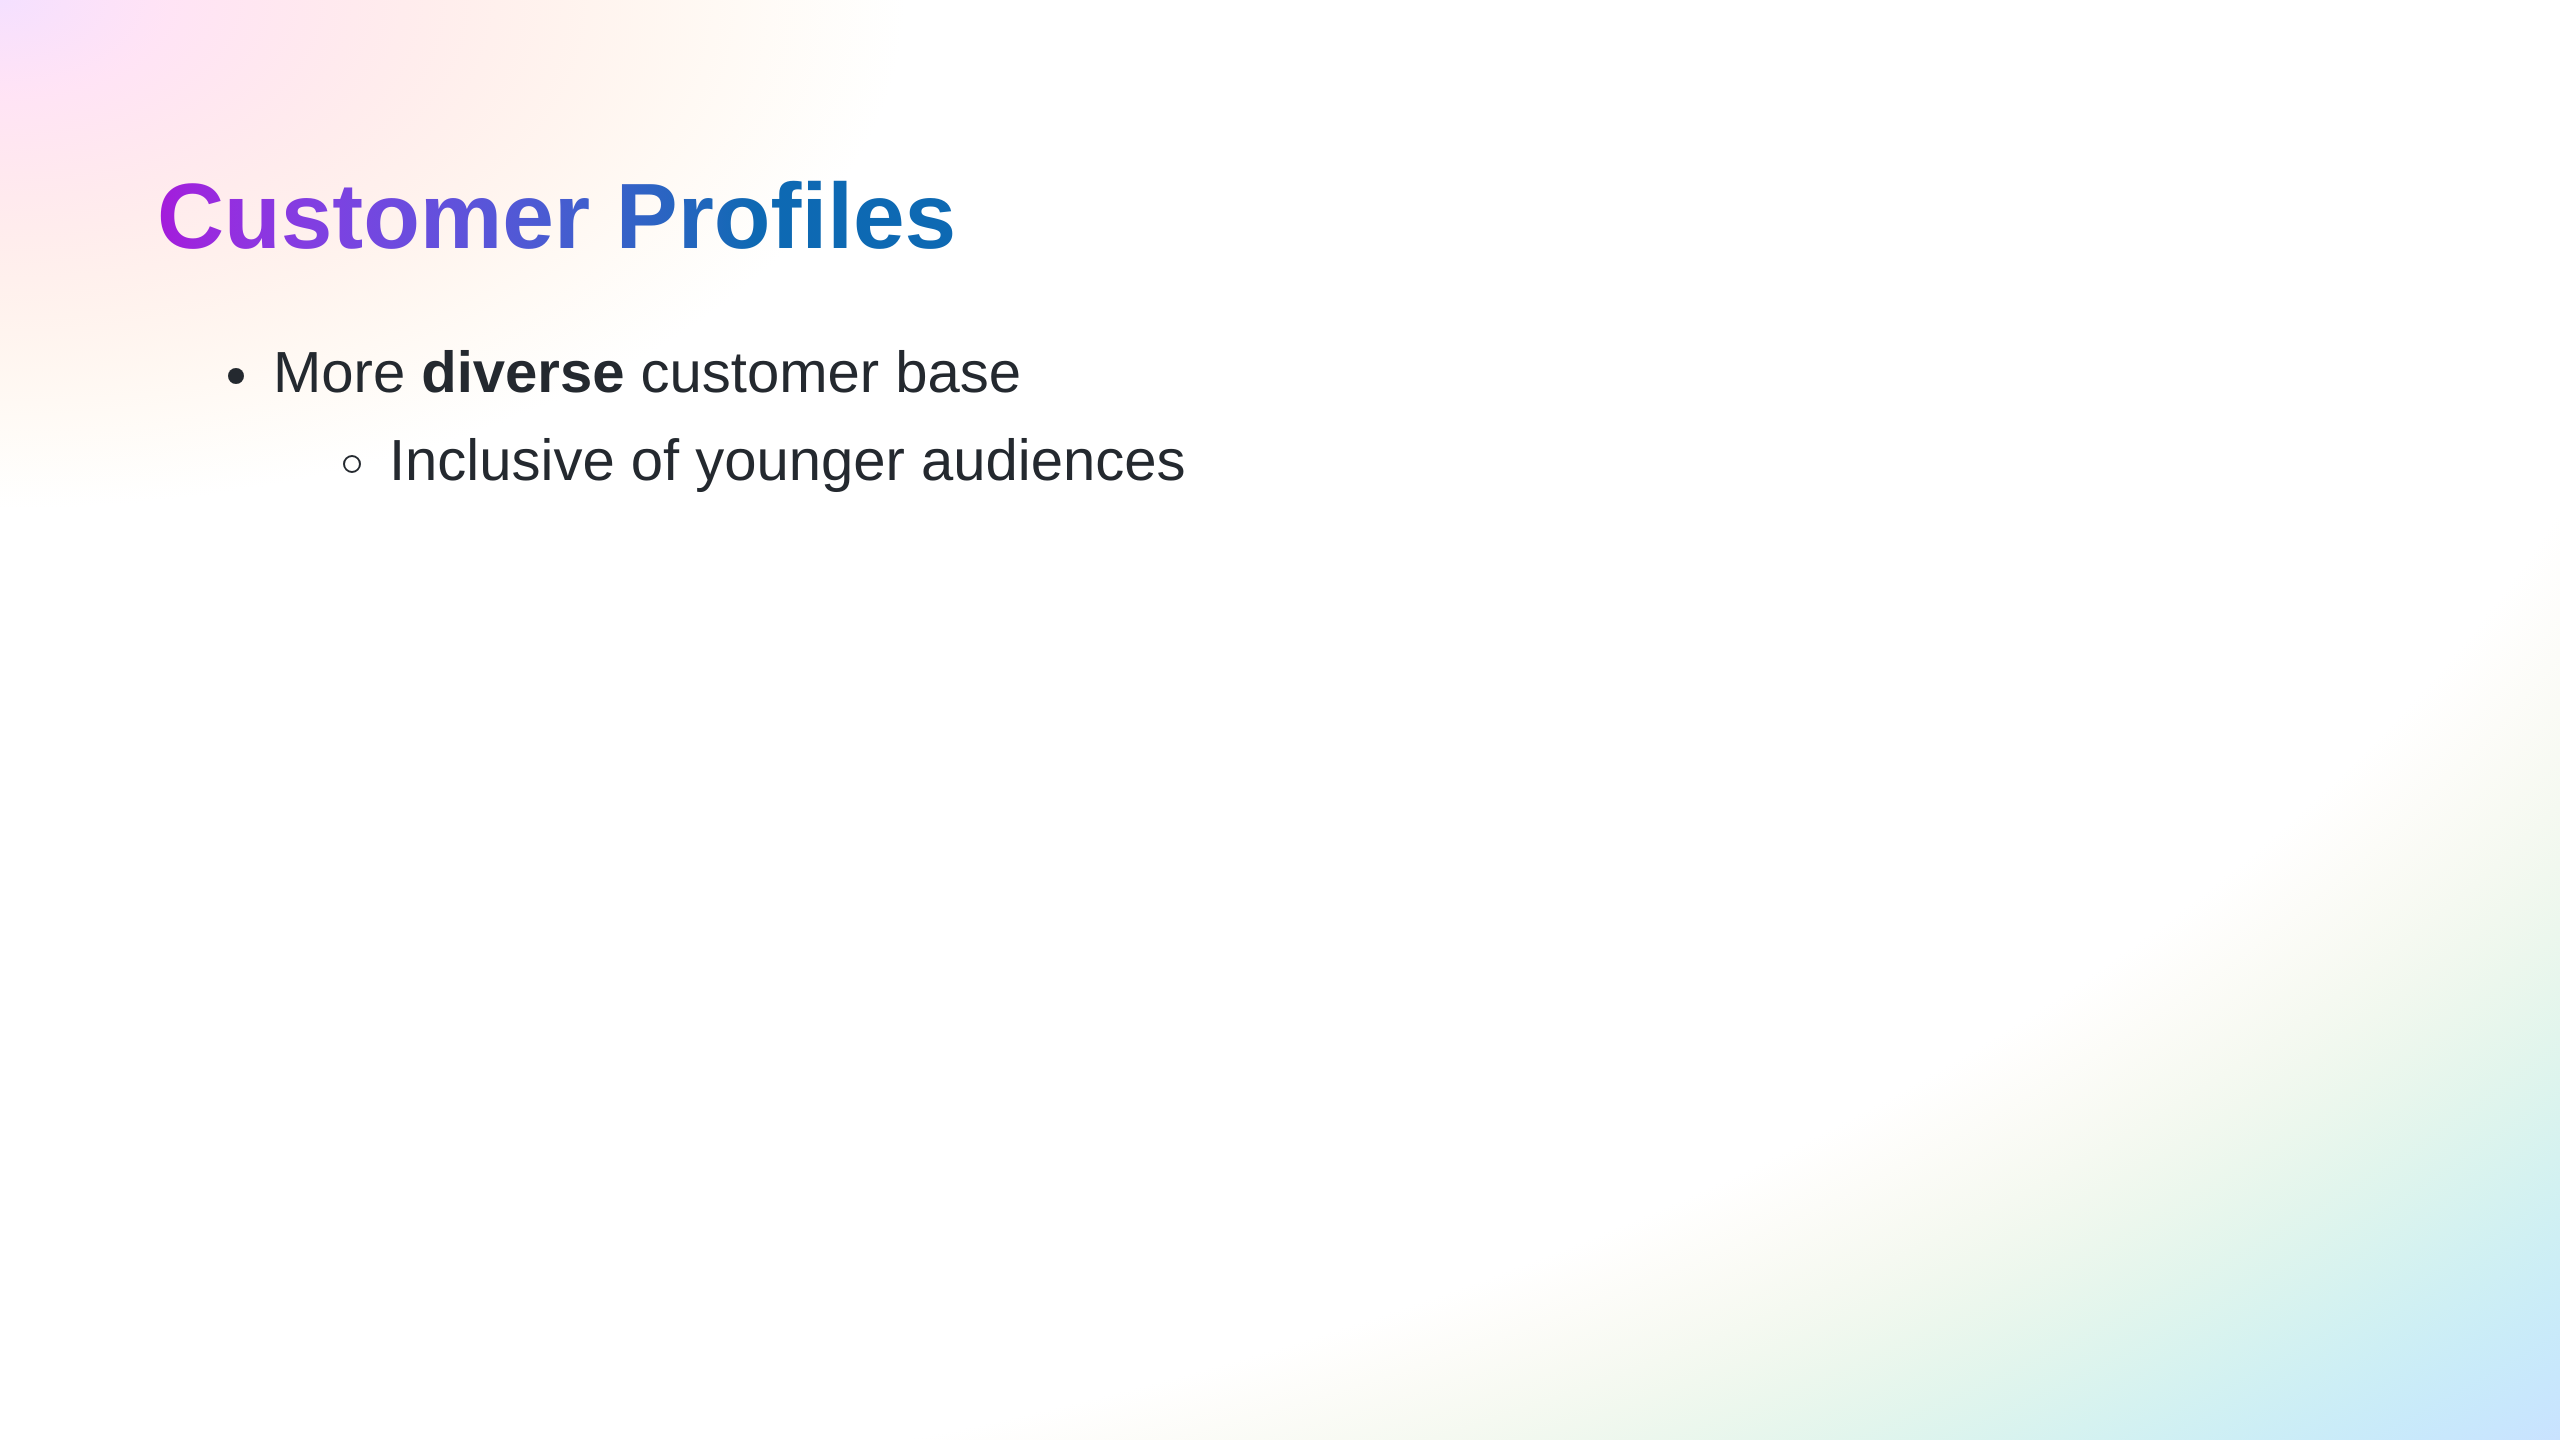 Customer Profiles
• More diverse customer base
◦ Inclusive of younger audiences